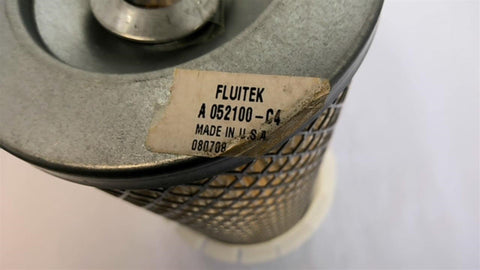 FLUITEK
A 052100-C4
MADE IN U.S.A.
080708